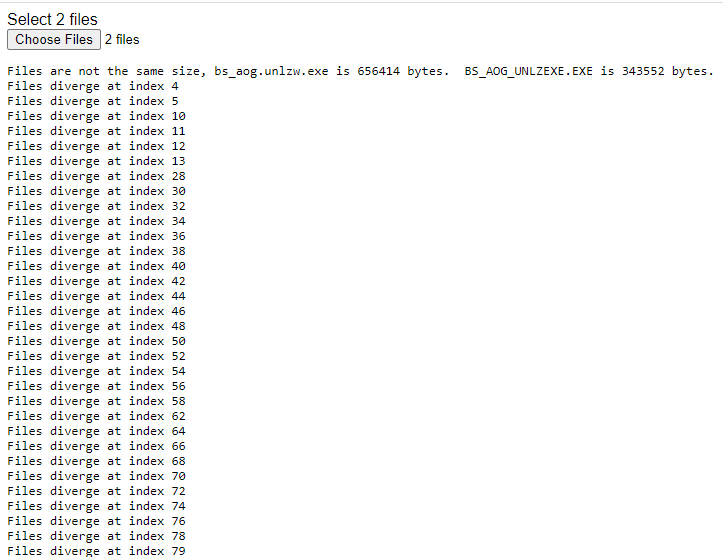 Select 2 files
Choose Files 2 files
Files are not the same size, bs_aog.unlzw.exe is 656414 bytes.  BS_AOG_UNLZEXE.EXE is 343552 bytes.
Files diverge at index 4
Files diverge at index 5
Files diverge at index 10
Files diverge at index 11
Files diverge at index 12
Files diverge at index 13
Files diverge at index 28
Files diverge at index 30
Files diverge at index 32
Files diverge at index 34
Files diverge at index 36
Files diverge at index 38
Files diverge at index 40
Files diverge at index 42
Files diverge at index 44
Files diverge at index 46
Files diverge at index 48
Files diverge at index 50
Files diverge at index 52
Files diverge at index 54
Files diverge at index 56
Files diverge at index 58
Files diverge at index 62
Files diverge at index 64
Files diverge at index 66
Files diverge at index 68
Files diverge at index 70
Files diverge at index 72
Files diverge at index 74
Files diverge at index 76
Files diverge at index 78
Files diverge at index 79